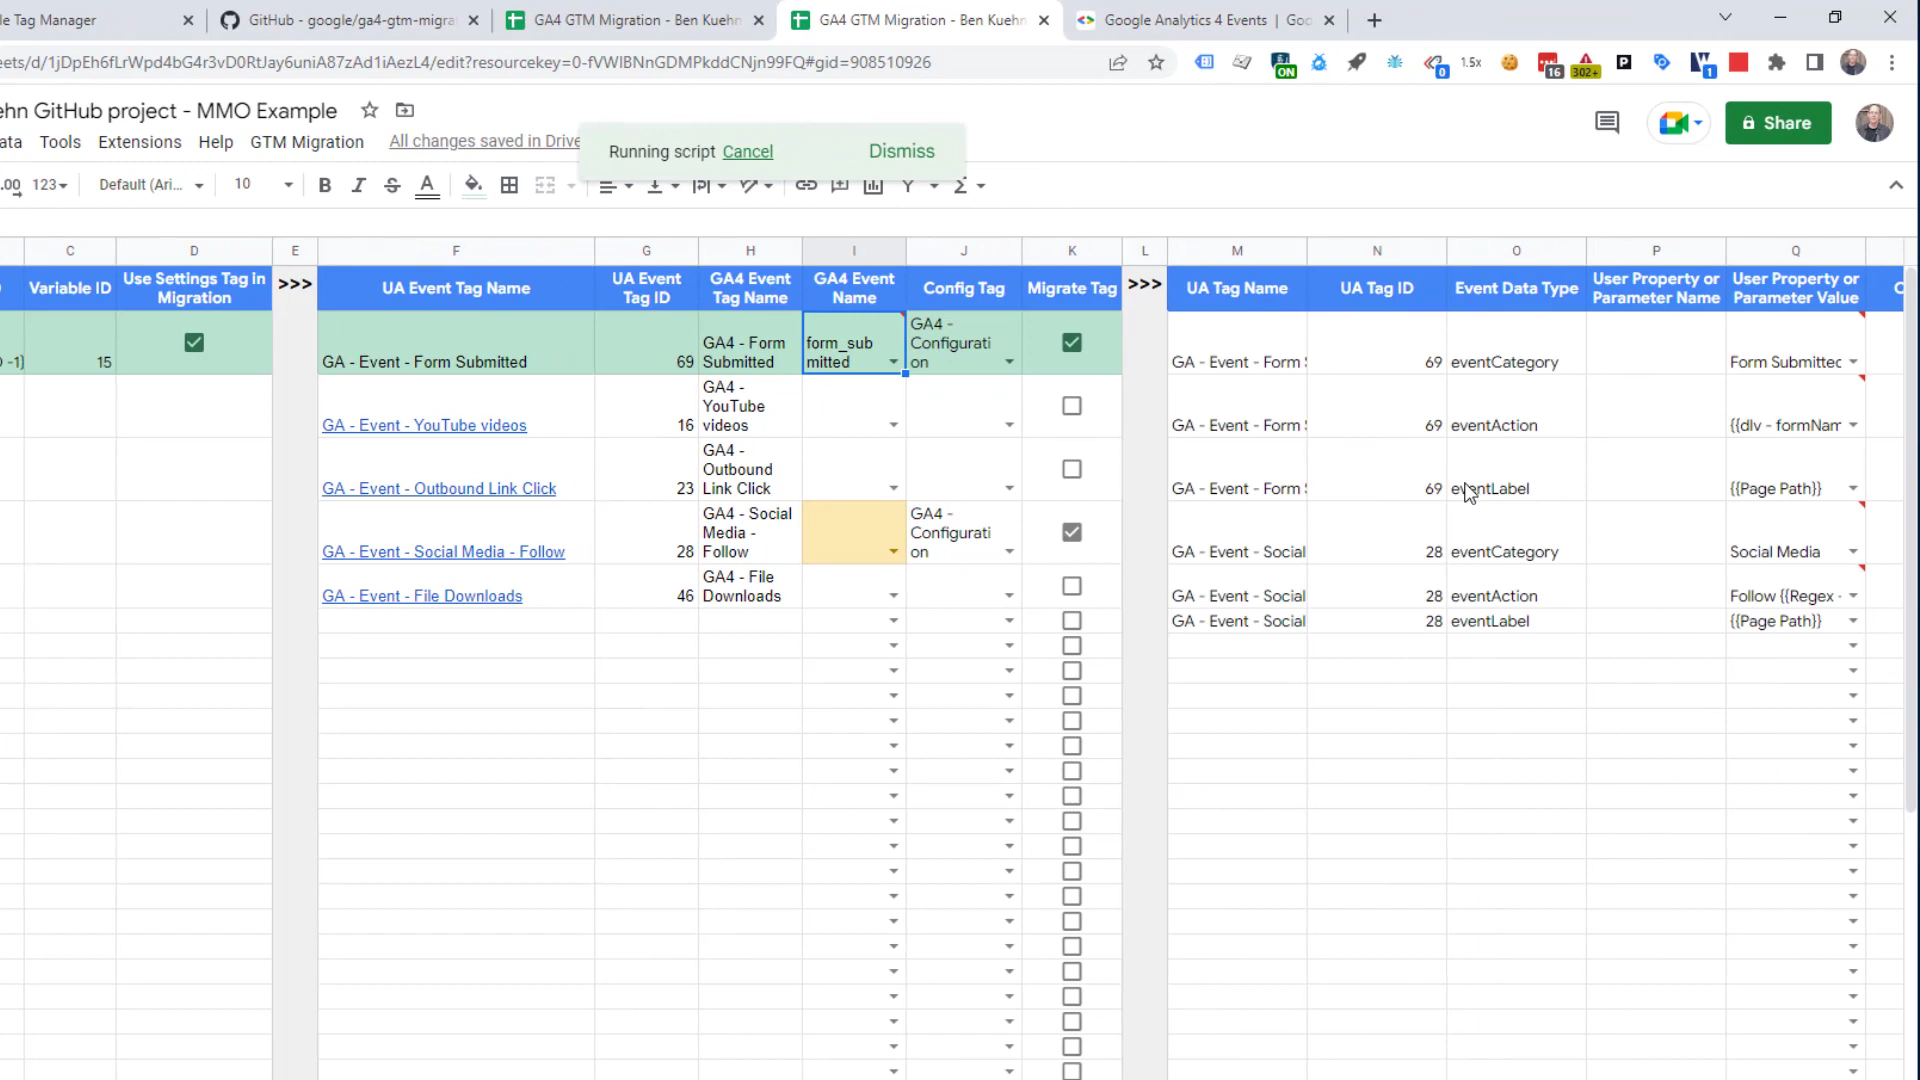 le Tag Manager
GitHub - google/ga4-gtm-migra
GA4 GTM Migration - Ben Kuehn
GA4 GTM Migration - Ben Kuehn
Google Analytics 4 Events | Goo
eets/d/1jDpEh6fLrWpd4bG4r3vD0RtJay6uniA87zAd1iAezL4/edit?resourcekey=0-fVWIBNnGDMPkddCNjn99FQ#gid=908510926
ON
0
1.5x
16
302+
1
ehn GitHub project - MMO Example
Share
ata
Tools
Extensions
Help
GTM Migration
All changes saved in Drive
Running script Cancel
Dismiss
.00
123
Default (Ari...
10
B
I
S
A
C
D
E
F
G
H
I
J
K
L
M
N
O
P
Q
Variable ID
Use Settings Tag in Migration
>>>
UA Event Tag Name
UA Event Tag ID
GA4 Event Tag Name
GA4 Event Name
Config Tag
Migrate Tag
>>>
UA Tag Name
UA Tag ID
Event Data Type
User Property or Parameter Name
User Property or Parameter Value
-1}
15
GA - Event - Form Submitted
69
GA4 - Form Submitted
form_submitted
GA4 - Configuration
GA - Event - Form
69
eventCategory
Form Submitted
GA - Event - YouTube videos
16
GA4 - YouTube videos
GA - Event - Form
69
eventAction
{{dlv - formNam
GA - Event - Outbound Link Click
23
GA4 - Outbound Link Click
GA - Event - Form
69
eventLabel
{{Page Path}}
GA - Event - Social Media - Follow
28
GA4 - Social Media - Follow
GA4 - Configuration
GA - Event - Social
28
eventCategory
Social Media
GA - Event - File Downloads
46
GA4 - File Downloads
GA - Event - Social
28
eventAction
Follow {{Regex -
GA - Event - Social
28
eventLabel
{{Page Path}}